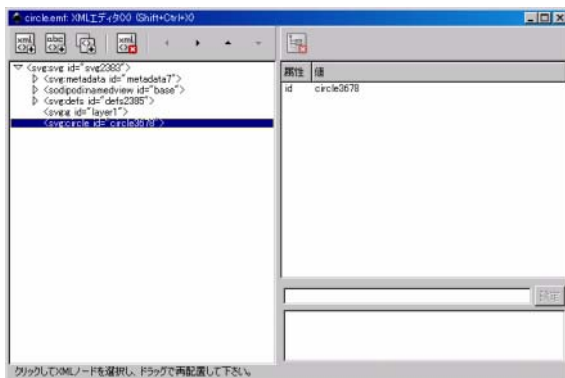 circle.emf: XMLエディタ(X) (Shift+Ctrl+X)
xml
abc
xml
<svg:svg id="svg2383">
<svg:metadata id="metadata7">
<sodipodi:namedview id="base">
<svg:defs id="defs2385">
<svg:g id="layer1">
<svg:circle id="circle3678">
属性 値
id circle3678
設定
クリックしてXMLノードを選択し、ドラッグで再配置して下さい。